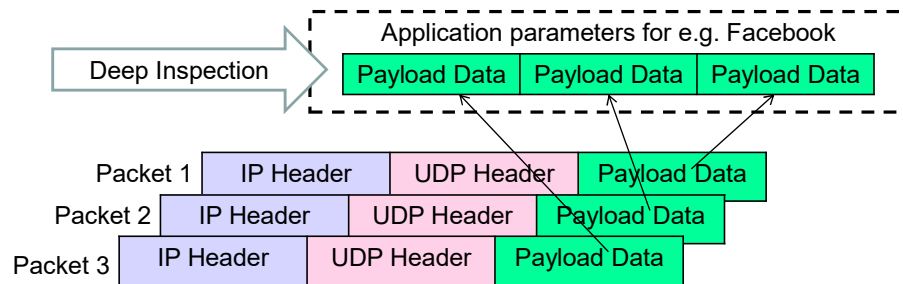 Application parameters for e.g. Facebook
Deep Inspection
Payload Data Payload Data Payload Data
Packet 1 IP Header UDP Header Payload Data
Packet 2 IP Header UDP Header Payload Data
Packet 3 IP Header UDP Header Payload Data